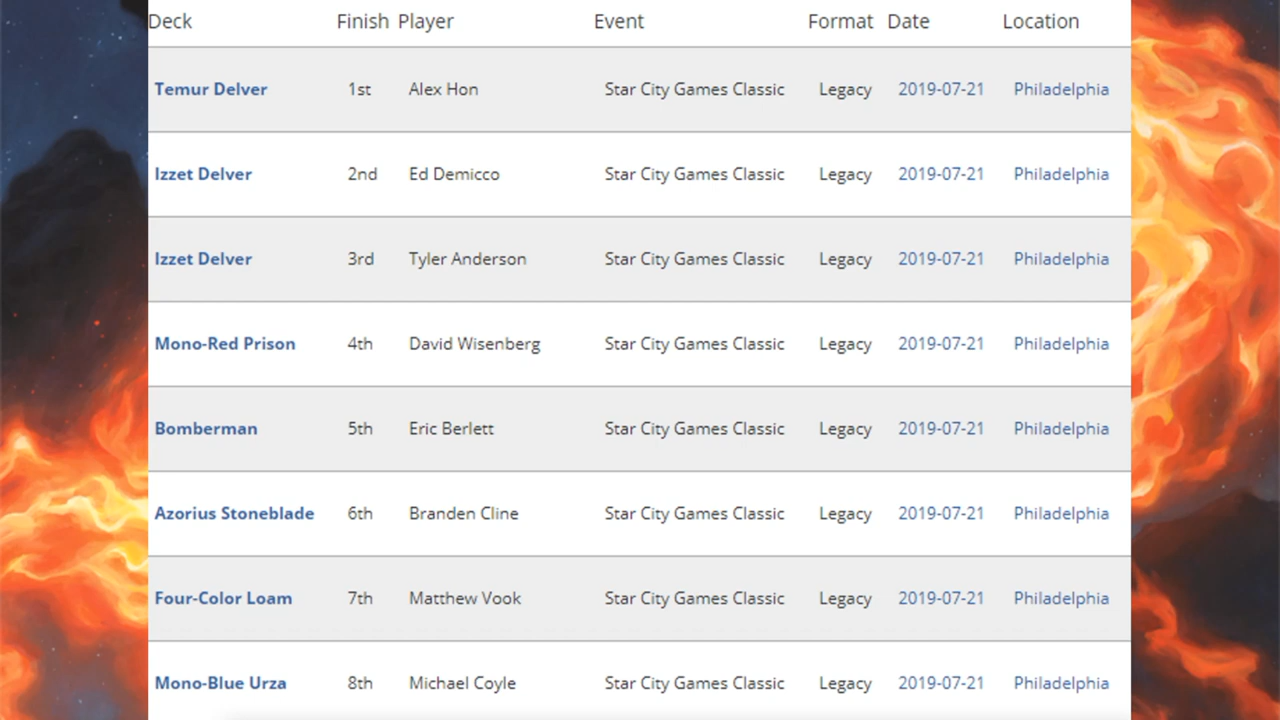 Deck Finish Player Event Format Date Location
Temur Delver 1st Alex Hon Star City Games Classic Legacy 2019-07-21 Philadelphia
Izzet Delver 2nd Ed Demicco Star City Games Classic Legacy 2019-07-21 Philadelphia
Izzet Delver 3rd Tyler Anderson Star City Games Classic Legacy 2019-07-21 Philadelphia
Mono-Red Prison 4th David Wisenberg Star City Games Classic Legacy 2019-07-21 Philadelphia
Bomberman 5th Eric Berlett Star City Games Classic Legacy 2019-07-21 Philadelphia
Azorius Stoneblade 6th Branden Cline Star City Games Classic Legacy 2019-07-21 Philadelphia
Four-Color Loam 7th Matthew Vook Star City Games Classic Legacy 2019-07-21 Philadelphia
Mono-Blue Urza 8th Michael Coyle Star City Games Classic Legacy 2019-07-21 Philadelphia